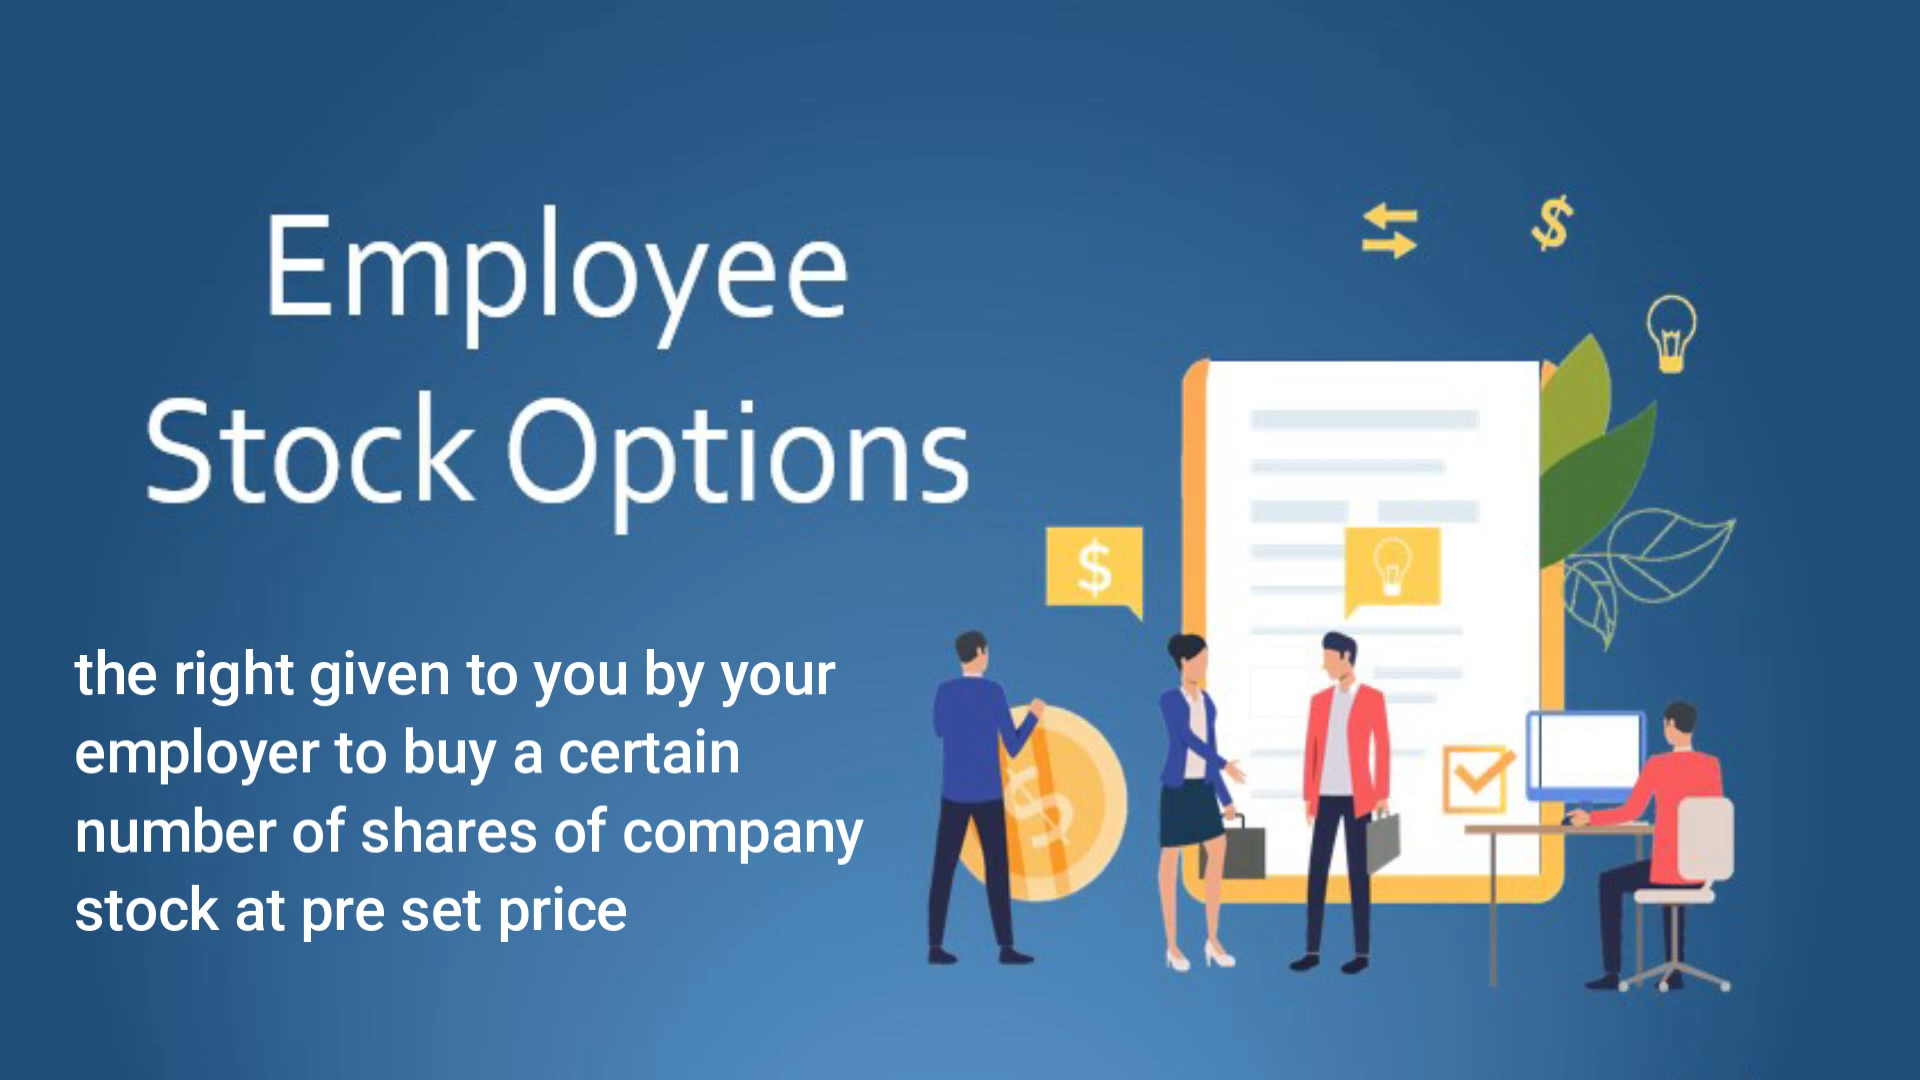 Employee
Stock Options
the right given to you by your
employer to buy a certain
number of shares of company
stock at pre set price
$
$
$